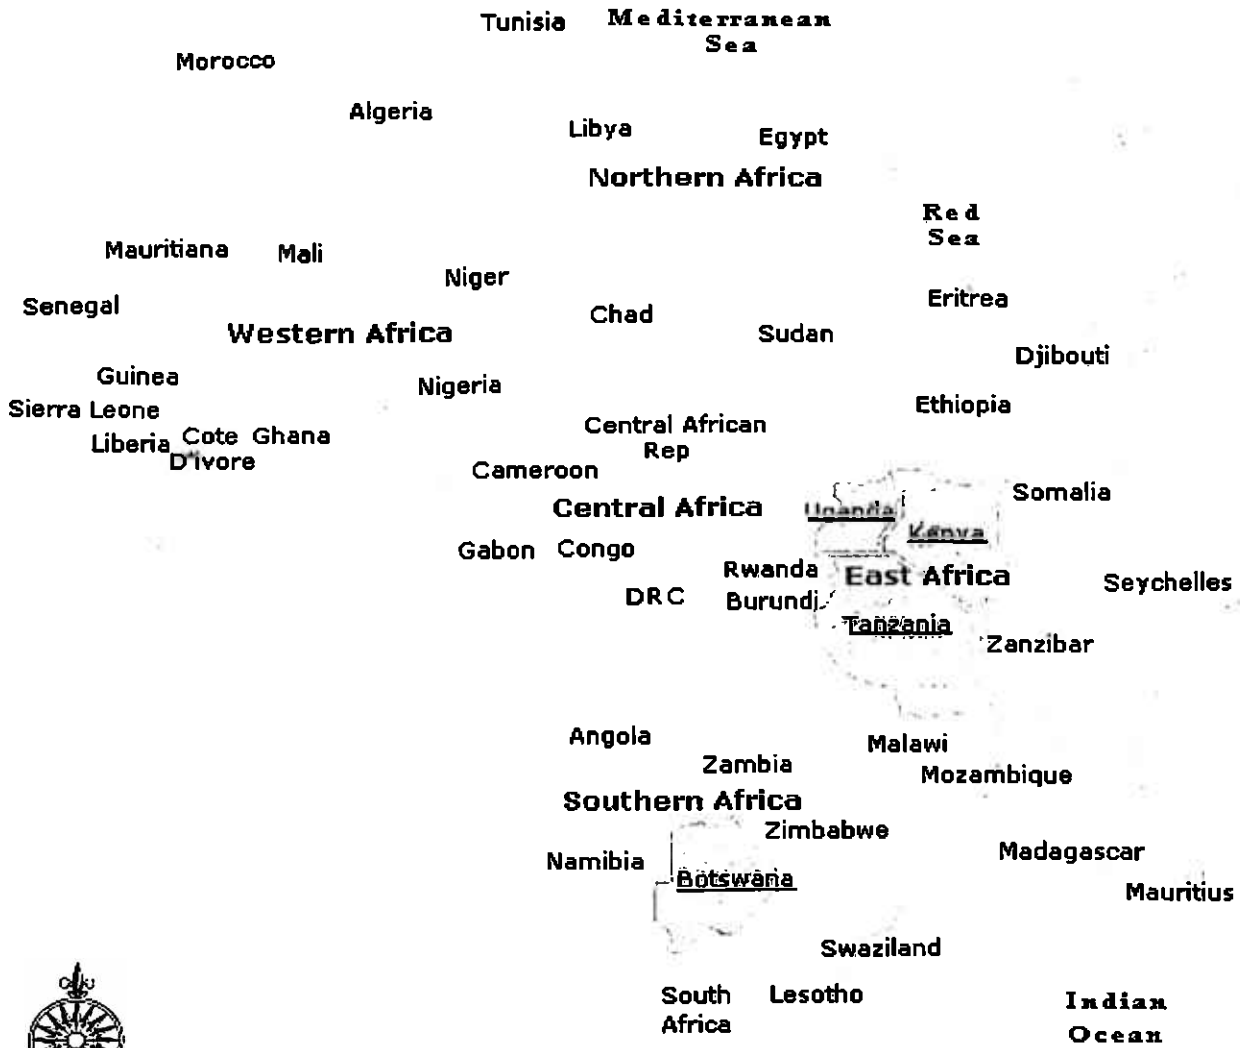 Tunisia
Mediterranean
Sea
Morocco
Algeria
Libya
Egypt
Northern Africa
Red
Sea
Mauritiana
Mali
Niger
Senegal
Chad
Eritrea
Western Africa
Sudan
Djibouti
Guinea
Nigeria
Sierra Leone
Ethiopia
Liberia
Cote
D'ivore
Ghana
Central African
Rep
Cameroon
Somalia
Central Africa
Uganda
Kenya
Gabon
Congo
Rwanda
East Africa
Seychelles
DRC
Burundi
Tanzania
Zanzibar
Angola
Malawi
Zambia
Mozambique
Southern Africa
Zimbabwe
Namibia
Madagascar
Botswana
Mauritius
Swaziland
South
Africa
Lesotho
Indian
Ocean